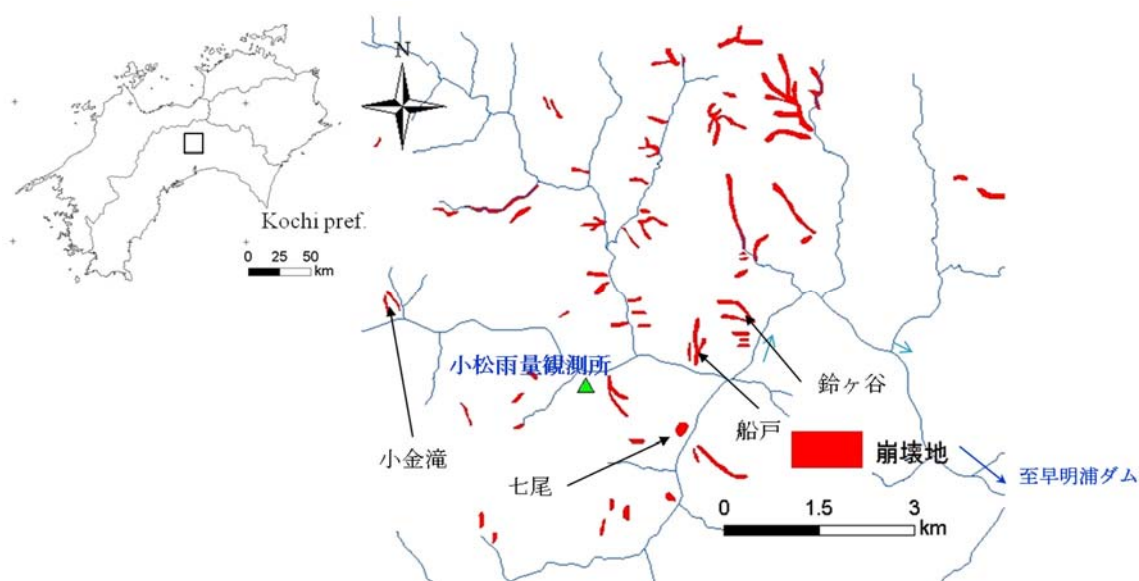 N
Kochi pref.
0 25 50
km
小松雨量観測所
鈴ヶ谷
船戸
小金滝
七尾
崩壊地
至早明浦ダム
0 1.5 3
km